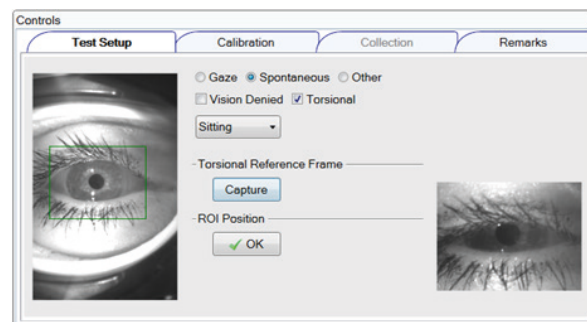 Controls
Test Setup Calibration Collection Remarks
Gaze Spontaneous Other
Vision Denied Torsional
Sitting
Torsional Reference Frame
Capture
ROI Position
OK